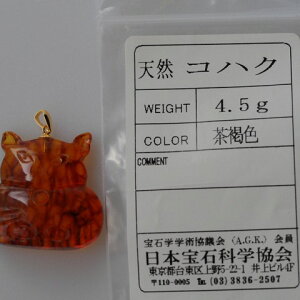 天然 コハク
WEIGHT 4.5g
COLOR 茶褐色
COMMENT
宝石学学術協議会 (A.G.K.) 会員
日本宝石科学協会
東京都台東区上野5-22-1 井上ビル4F
〒110-0005 ☎ (03) 3836-2507